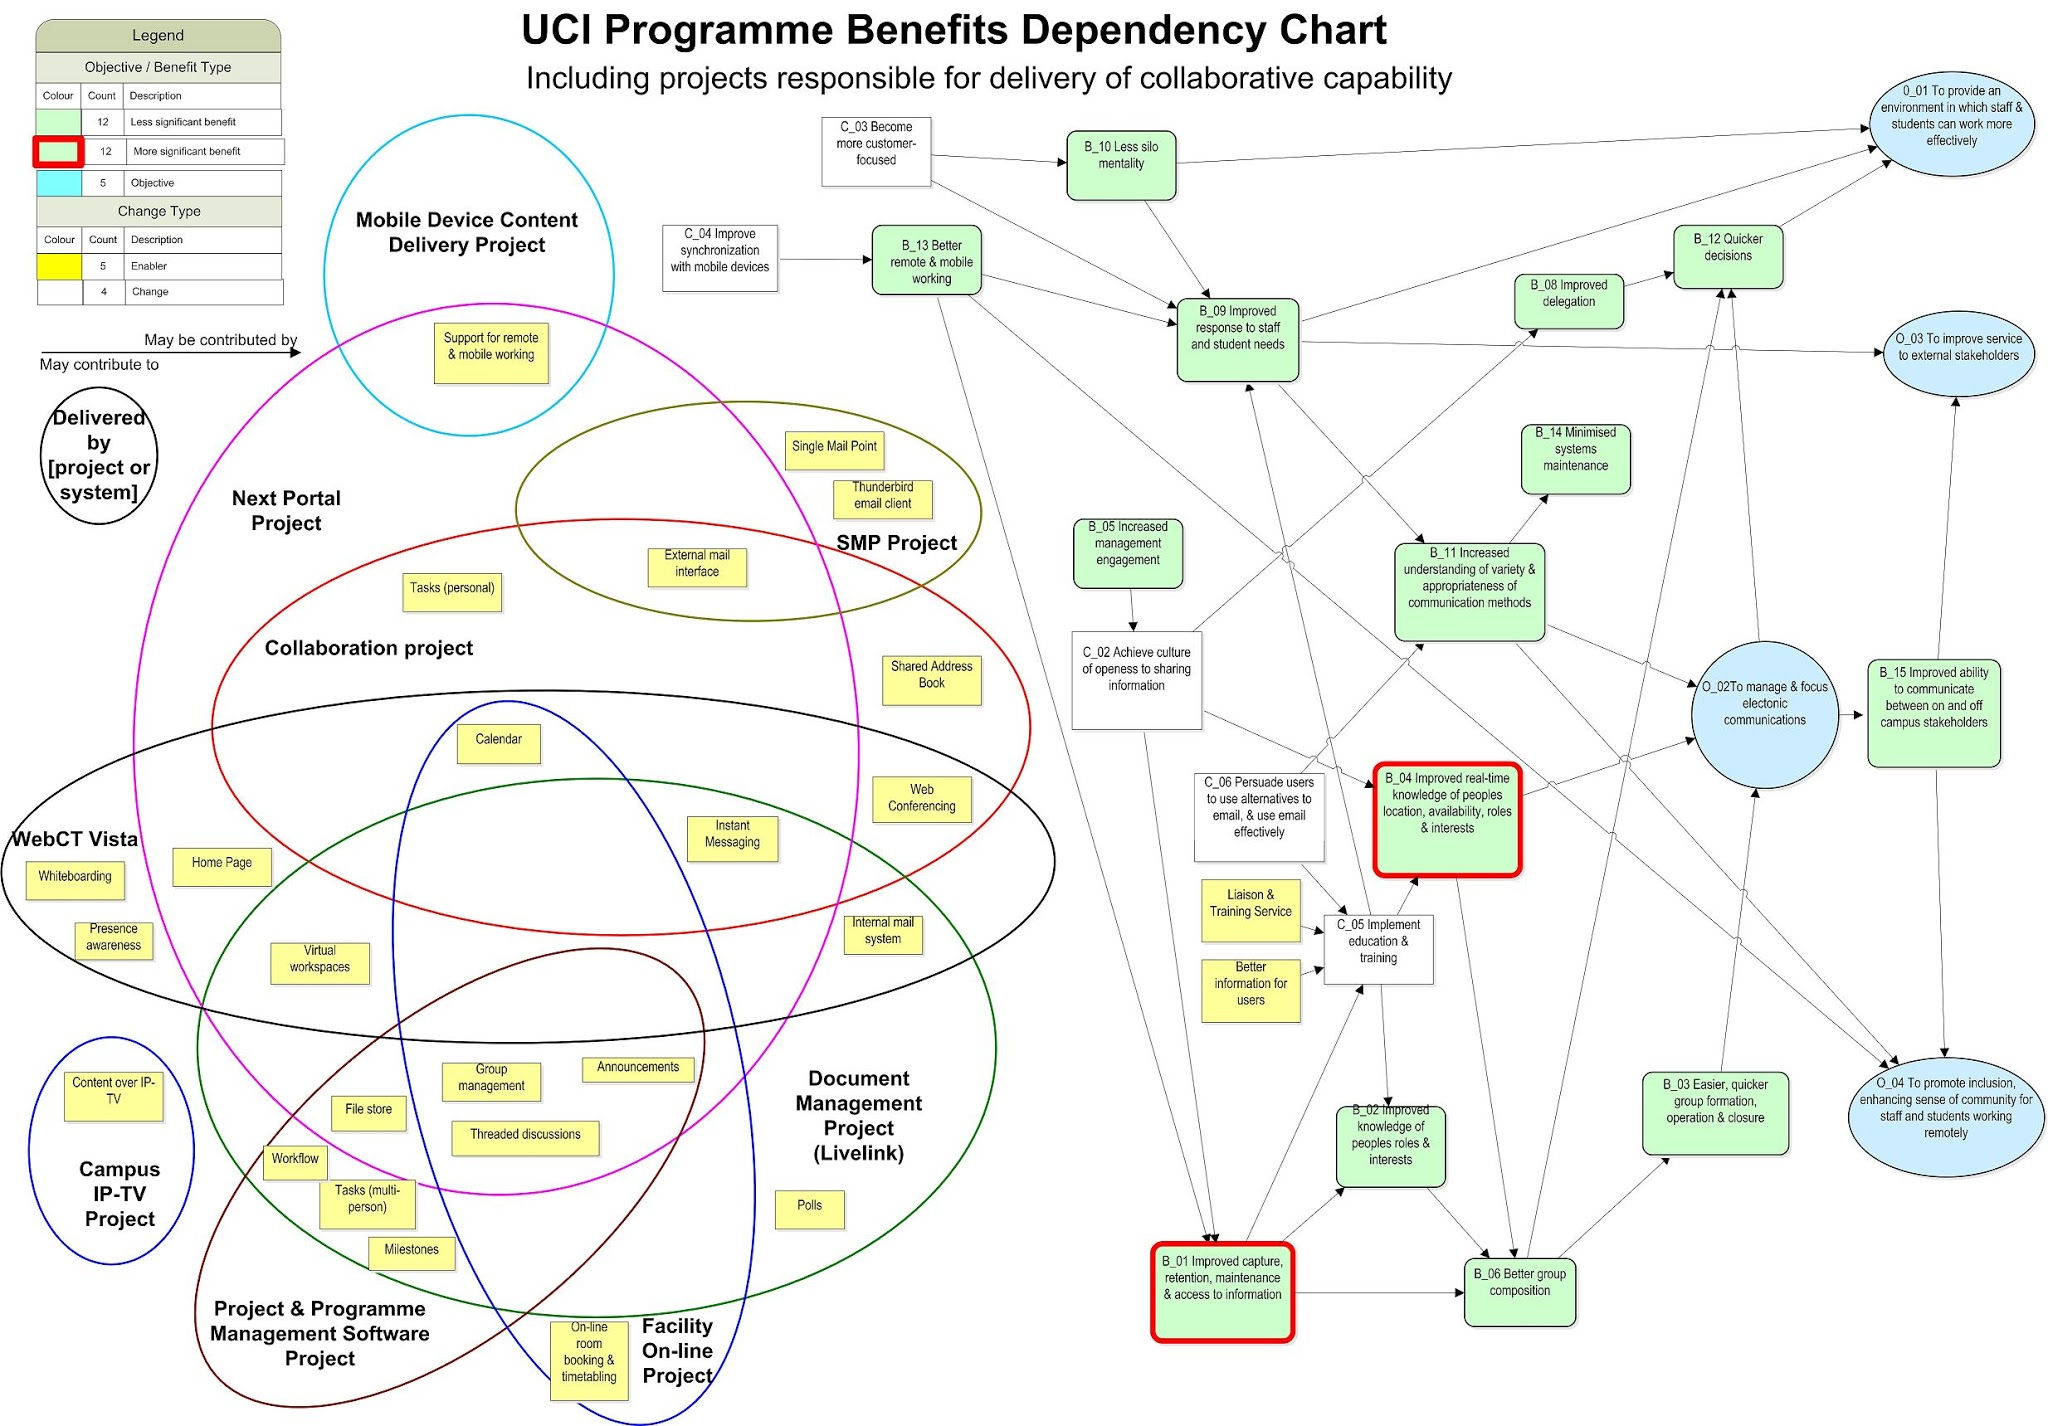 UCI Programme Benefits Dependency Chart
Including projects responsible for delivery of collaborative capability
Legend
Objective / Benefit Type
Colour Count Description
12 Less significant benefit
12 More significant benefit
5 Objective
Change Type
Colour Count Description
5 Enabler
4 Change
May be contributed by
May contribute to
Delivered
by
[project or
system]
Mobile Device Content
Delivery Project
Support for remote
& mobile working
Next Portal
Project
Single Mail Point
Thunderbird
email client
SMP Project
External mail
interface
Tasks (personal)
Collaboration project
Shared Address
Book
Calendar
Web
Conferencing
Instant
Messaging
WebCT Vista
Whiteboarding
Home Page
Presence
awareness
Virtual
workspaces
Internal mail
system
Content over IP-
TV
Campus
IP-TV
Project
Group
management
Announcements
File store
Threaded discussions
Workflow
Tasks (multi-
person)
Milestones
Document
Management
Project
(Livelink)
Polls
Project & Programme
Management Software
Project
On-line
room
booking &
timetabling
Facility
On-line
Project
C_03 Become
more customer-
focused
B_10 Less silo
mentality
0_01 To provide an
environment in which staff &
students can work more
effectively
C_04 Improve
synchronization
with mobile devices
B_13 Better
remote & mobile
working
B_12 Quicker
decisions
B_08 Improved
delegation
B_09 Improved
response to staff
and student needs
O_03 To improve service
to external stakeholders
B_14 Minimised
systems
maintenance
B_05 Increased
management
engagement
B_11 Increased
understanding of variety &
appropriateness of
communication methods
C_02 Achieve culture
of openess to sharing
information
O_02To manage & focus
electonic
communications
B_15 Improved ability
to communicate
between on and off
campus stakeholders
C_06 Persuade users
to use alternatives to
email, & use email
effectively
B_04 Improved real-time
knowledge of peoples
location, availability, roles
& interests
Liaison &
Training Service
C_05 Implement
education &
training
Better
information for
users
B_02 Improved
knowledge of
peoples roles &
interests
B_03 Easier, quicker
group formation,
operation & closure
O_04 To promote inclusion,
enhancing sense of community for
staff and students working
remotely
B_01 Improved capture,
retention, maintenance
& access to information
B_06 Better group
composition